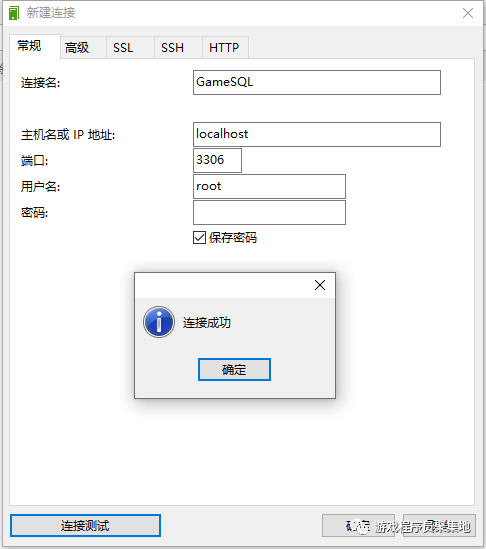 新建连接
常规 高级 SSL SSH HTTP
连接名: GameSQL
主机名或 IP 地址: localhost
端口: 3306
用户名: root
密码:
保存密码
连接成功
确定
连接测试
游戏程序员聚集地